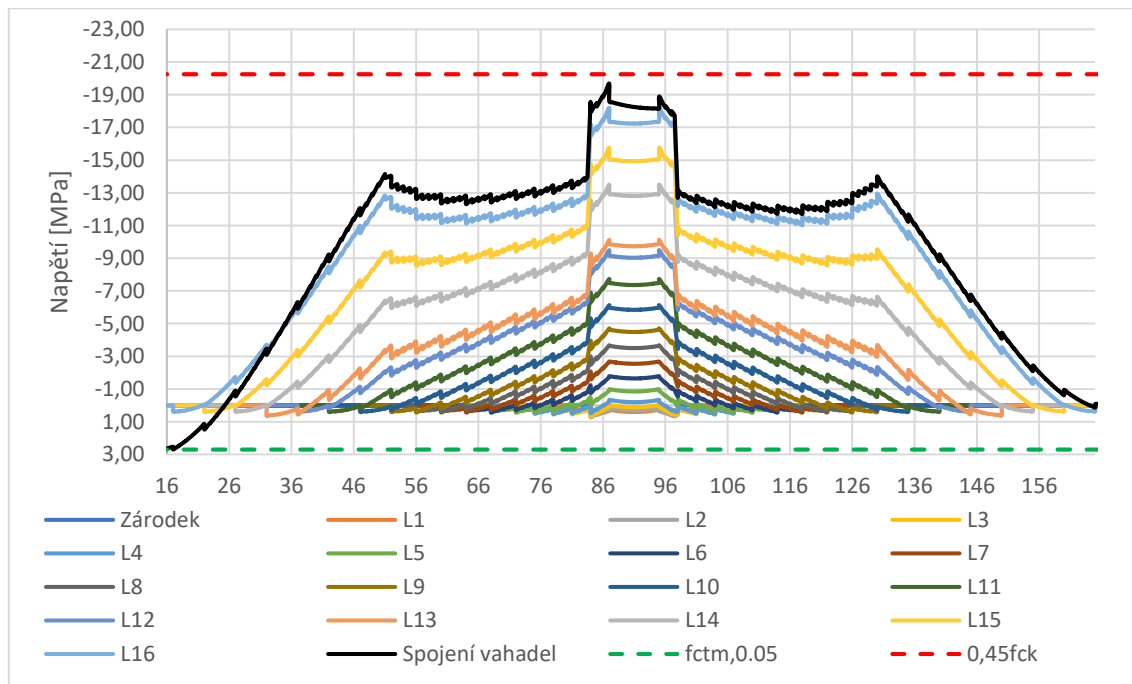 -23,00
-21,00
-19,00
-17,00
-15,00
-13,00
-11,00
-9,00
-7,00
-5,00
-3,00
-1,00
1,00
3,00
Napětí [MPa]
16 26 36 46 56 66 76 86 96 106 116 126 136 146 156
Zárodek L1 L2 L3
L4 L5 L6 L7
L8 L9 L10 L11
L12 L13 L14 L15
L16 Spojení vahadel fctm,0.05 0,45fck